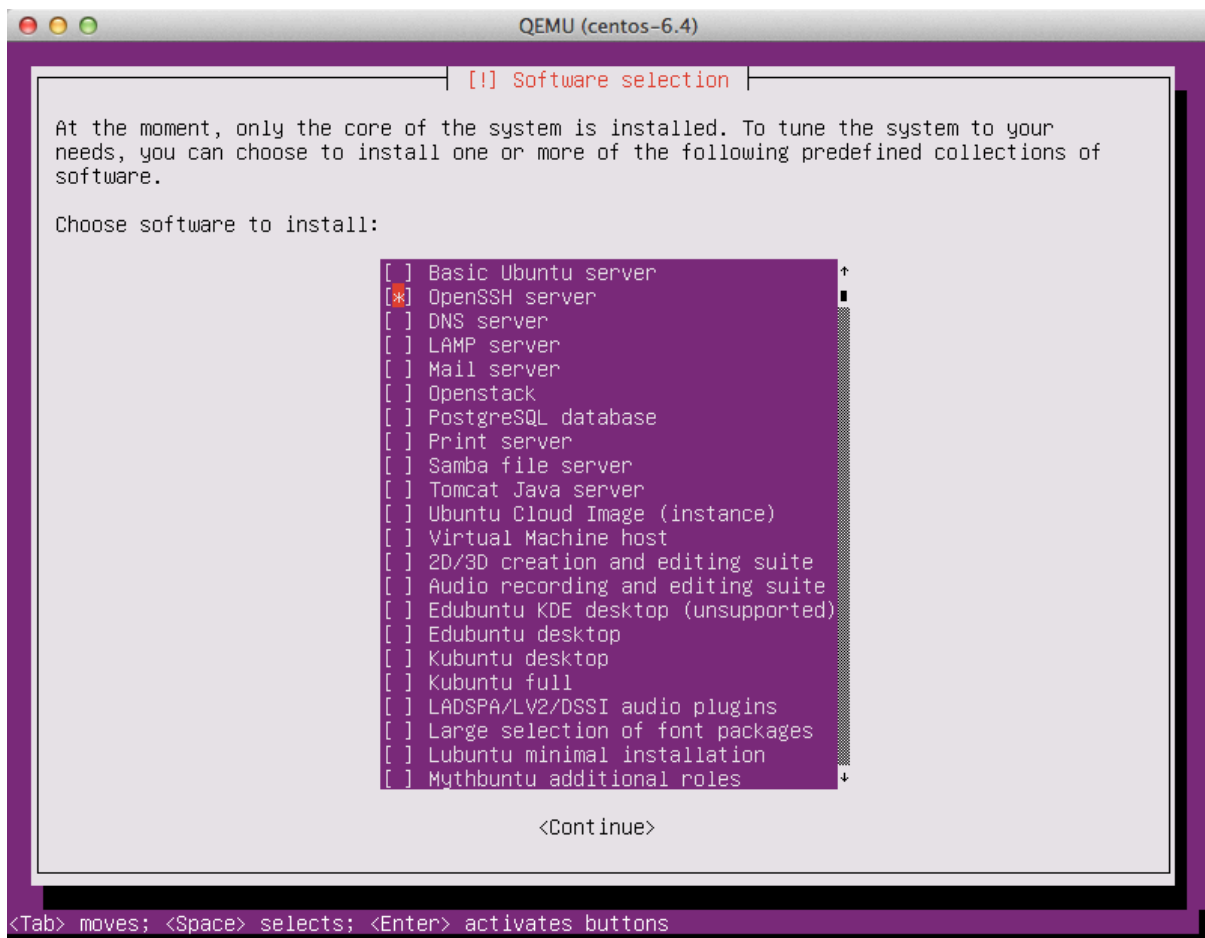 QEMU (centos-6.4)
[!] Software selection
At the moment, only the core of the system is installed. To tune the system to your
needs, you can choose to install one or more of the following predefined collections of
software.
Choose software to install:
[ ] Basic Ubuntu server
[*] OpenSSH server
[ ] DNS server
[ ] LAMP server
[ ] Mail server
[ ] Openstack
[ ] PostgreSQL database
[ ] Print server
[ ] Samba file server
[ ] Tomcat Java server
[ ] Ubuntu Cloud Image (instance)
[ ] Virtual Machine host
[ ] 2D/3D creation and editing suite
[ ] Audio recording and editing suite
[ ] Edubuntu KDE desktop (unsupported)
[ ] Edubuntu desktop
[ ] Kubuntu desktop
[ ] Kubuntu full
[ ] LADSPA/LV2/DSSI audio plugins
[ ] Large selection of font packages
[ ] Lubuntu minimal installation
[ ] Mythbuntu additional roles
<Continue>
<Tab> moves; <Space> selects; <Enter> activates buttons